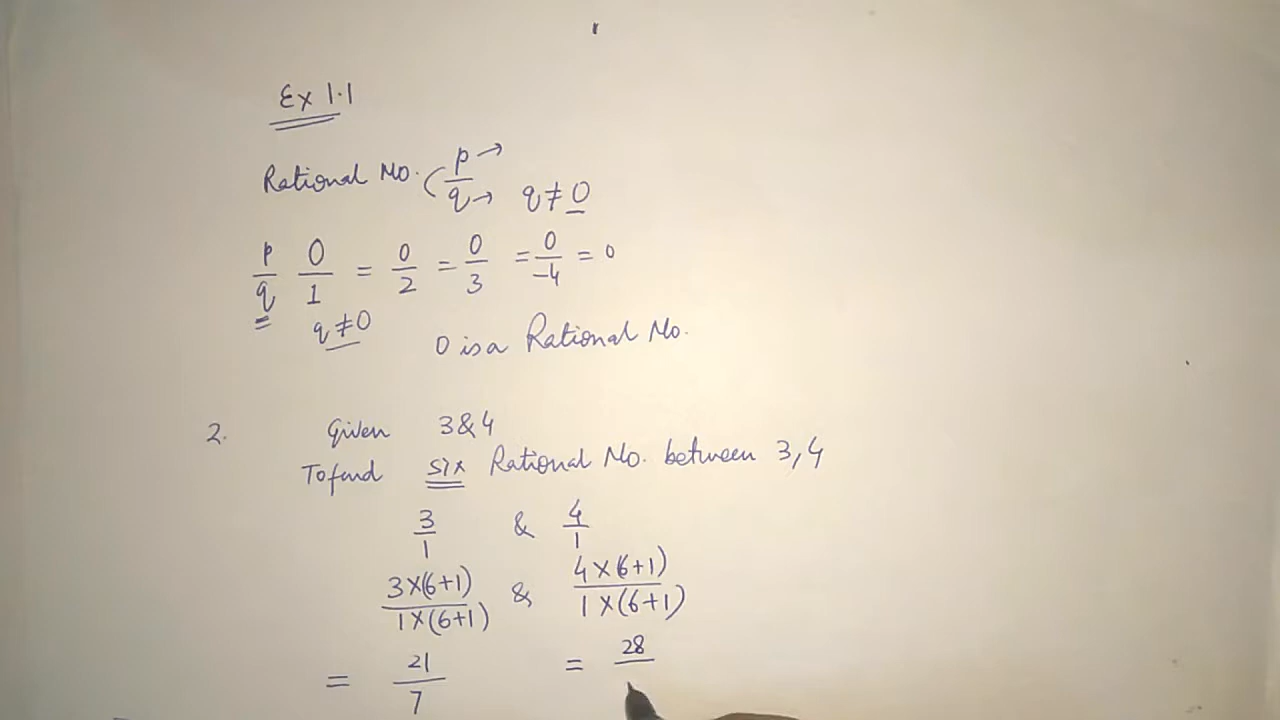 Ex 1.1
Rational No. ( p/q → → q ≠ 0
p/q 0/1 = 0/2 = 0/3 = 0/-4 = 0
q ≠ 0 0 is a Rational No.
2. Given 3 & 4
To find six Rational No. between 3, 4
3/1 & 4/1
3×(6+1)/1×(6+1) & 4×(6+1)/1×(6+1)
= 21/7 = 28/